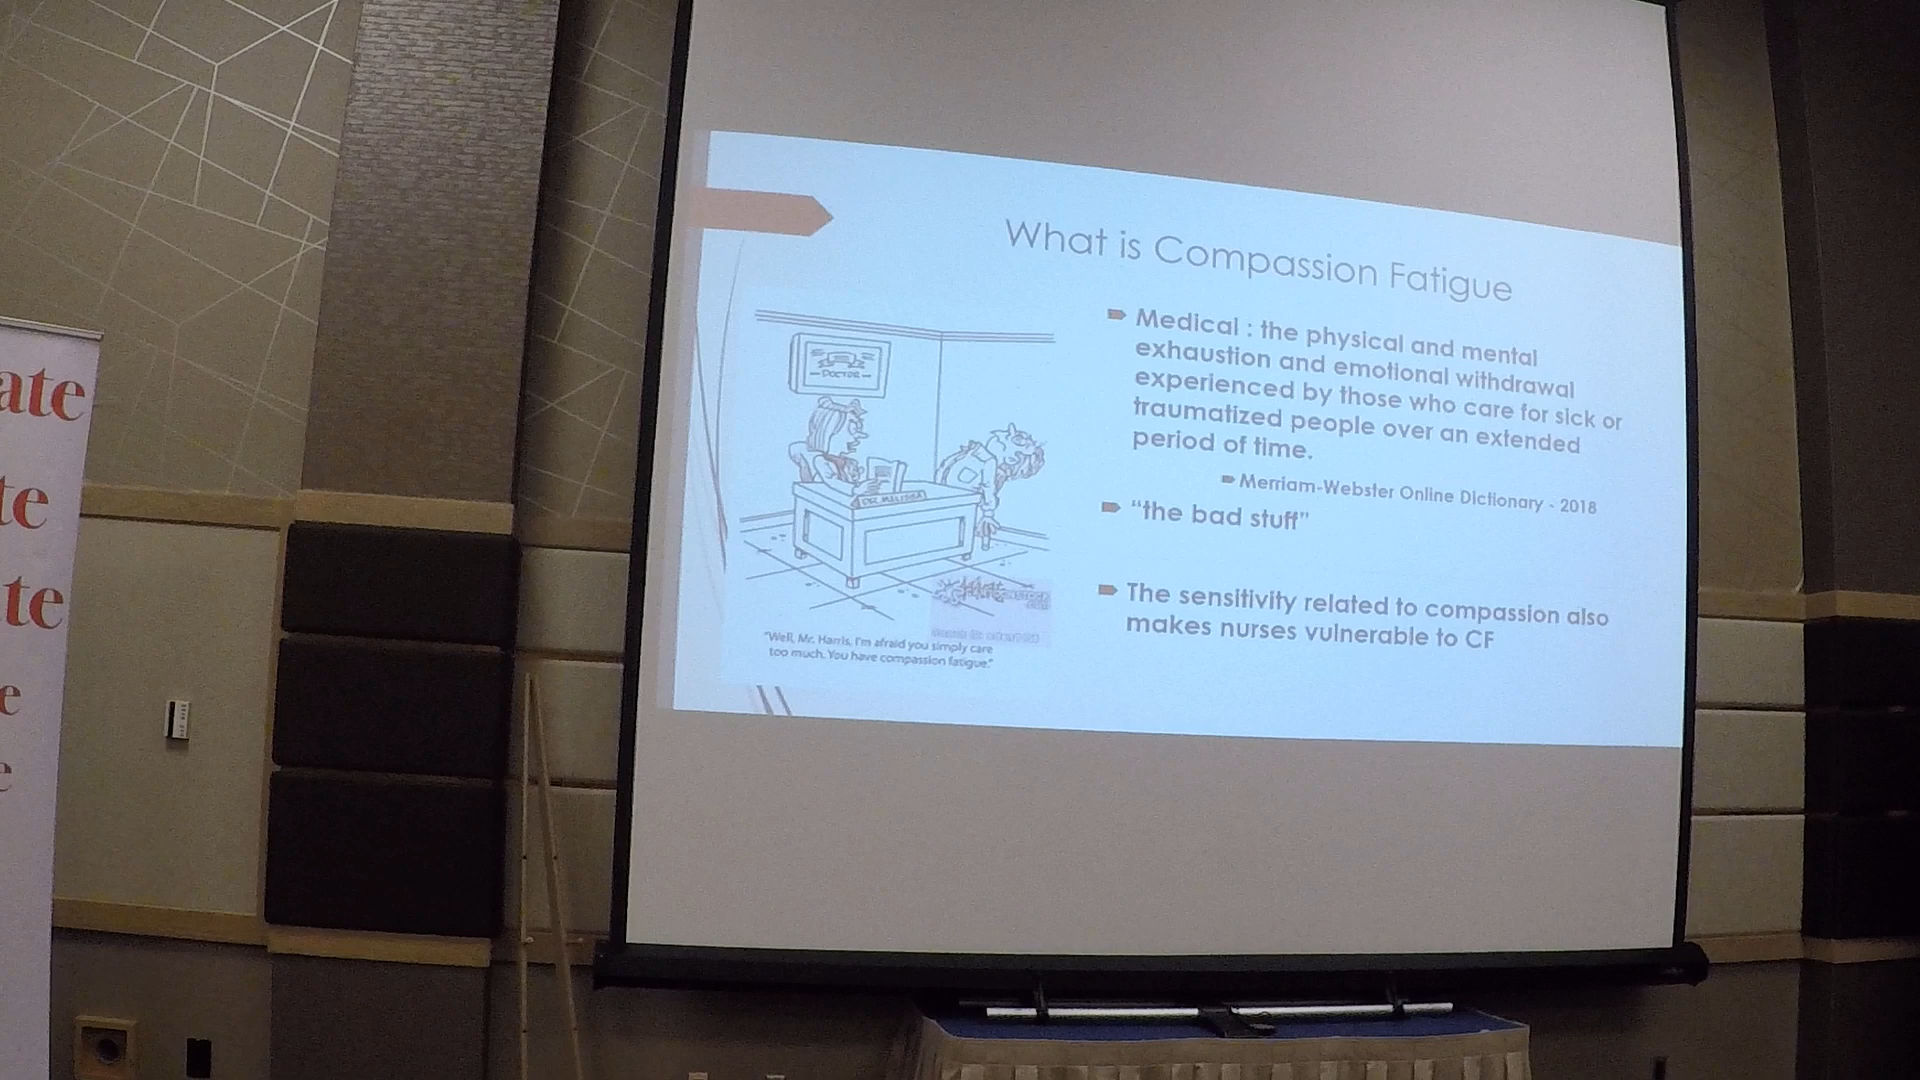 ate
te
te
e
e
What is Compassion Fatigue
Medical : the physical and mental
exhaustion and emotional withdrawal
experienced by those who care for sick or
traumatized people over an extended
period of time.
Merriam-Webster Online Dictionary - 2018
“the bad stuff”
The sensitivity related to compassion also
makes nurses vulnerable to CF
DOCTOR
DR. MELISSA
"Well, Mr. Harris, I'm afraid you simply care
too much. You have compassion fatigue."